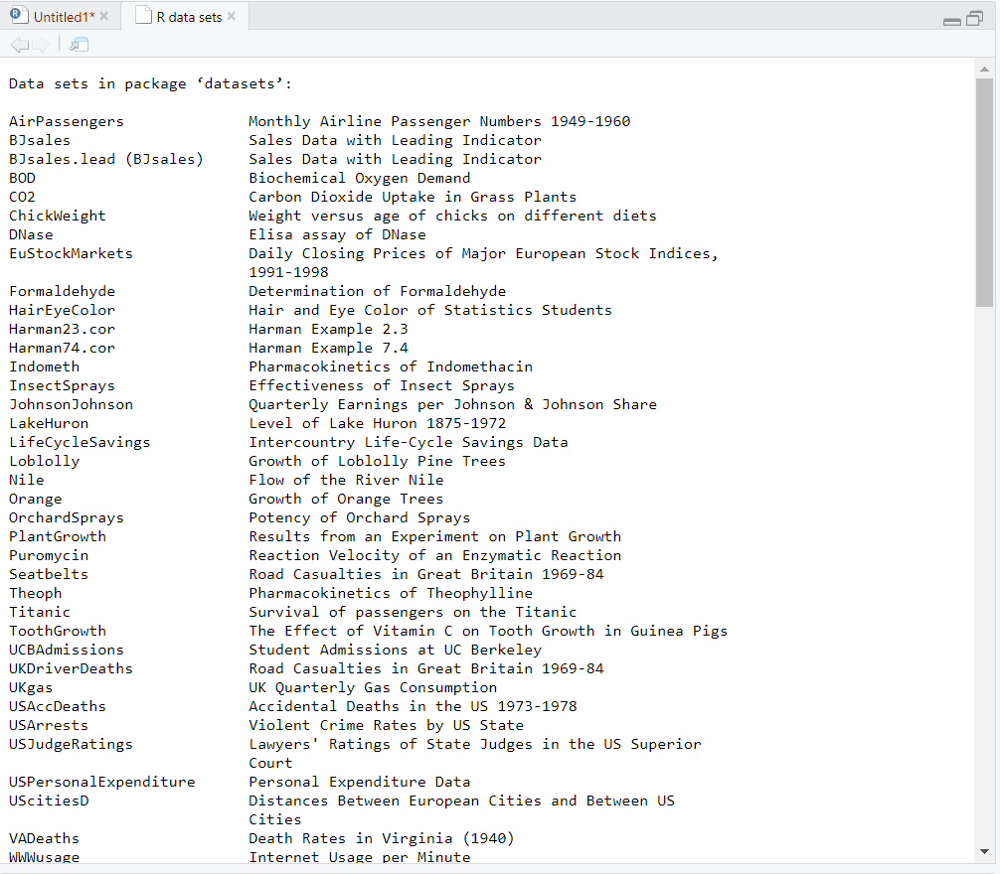 Untitled1*
R data sets
Data sets in package ‘datasets’:
AirPassengers Monthly Airline Passenger Numbers 1949-1960
BJsales Sales Data with Leading Indicator
BJsales.lead (BJsales) Sales Data with Leading Indicator
BOD Biochemical Oxygen Demand
CO2 Carbon Dioxide Uptake in Grass Plants
ChickWeight Weight versus age of chicks on different diets
DNase Elisa assay of DNase
EuStockMarkets Daily Closing Prices of Major European Stock Indices,
1991-1998
Formaldehyde Determination of Formaldehyde
HairEyeColor Hair and Eye Color of Statistics Students
Harman23.cor Harman Example 2.3
Harman74.cor Harman Example 7.4
Indometh Pharmacokinetics of Indomethacin
InsectSprays Effectiveness of Insect Sprays
JohnsonJohnson Quarterly Earnings per Johnson & Johnson Share
LakeHuron Level of Lake Huron 1875-1972
LifeCycleSavings Intercountry Life-Cycle Savings Data
Loblolly Growth of Loblolly Pine Trees
Nile Flow of the River Nile
Orange Growth of Orange Trees
OrchardSprays Potency of Orchard Sprays
PlantGrowth Results from an Experiment on Plant Growth
Puromycin Reaction Velocity of an Enzymatic Reaction
Seatbelts Road Casualties in Great Britain 1969-84
Theoph Pharmacokinetics of Theophylline
Titanic Survival of passengers on the Titanic
ToothGrowth The Effect of Vitamin C on Tooth Growth in Guinea Pigs
UCBAdmissions Student Admissions at UC Berkeley
UKDriverDeaths Road Casualties in Great Britain 1969-84
UKgas UK Quarterly Gas Consumption
USAccDeaths Accidental Deaths in the US 1973-1978
USArrests Violent Crime Rates by US State
USJudgeRatings Lawyers' Ratings of State Judges in the US Superior
Court
USPersonalExpenditure Personal Expenditure Data
UScitiesD Distances Between European Cities and Between US
Cities
VADeaths Death Rates in Virginia (1940)
WWWusage Internet Usage per Minute